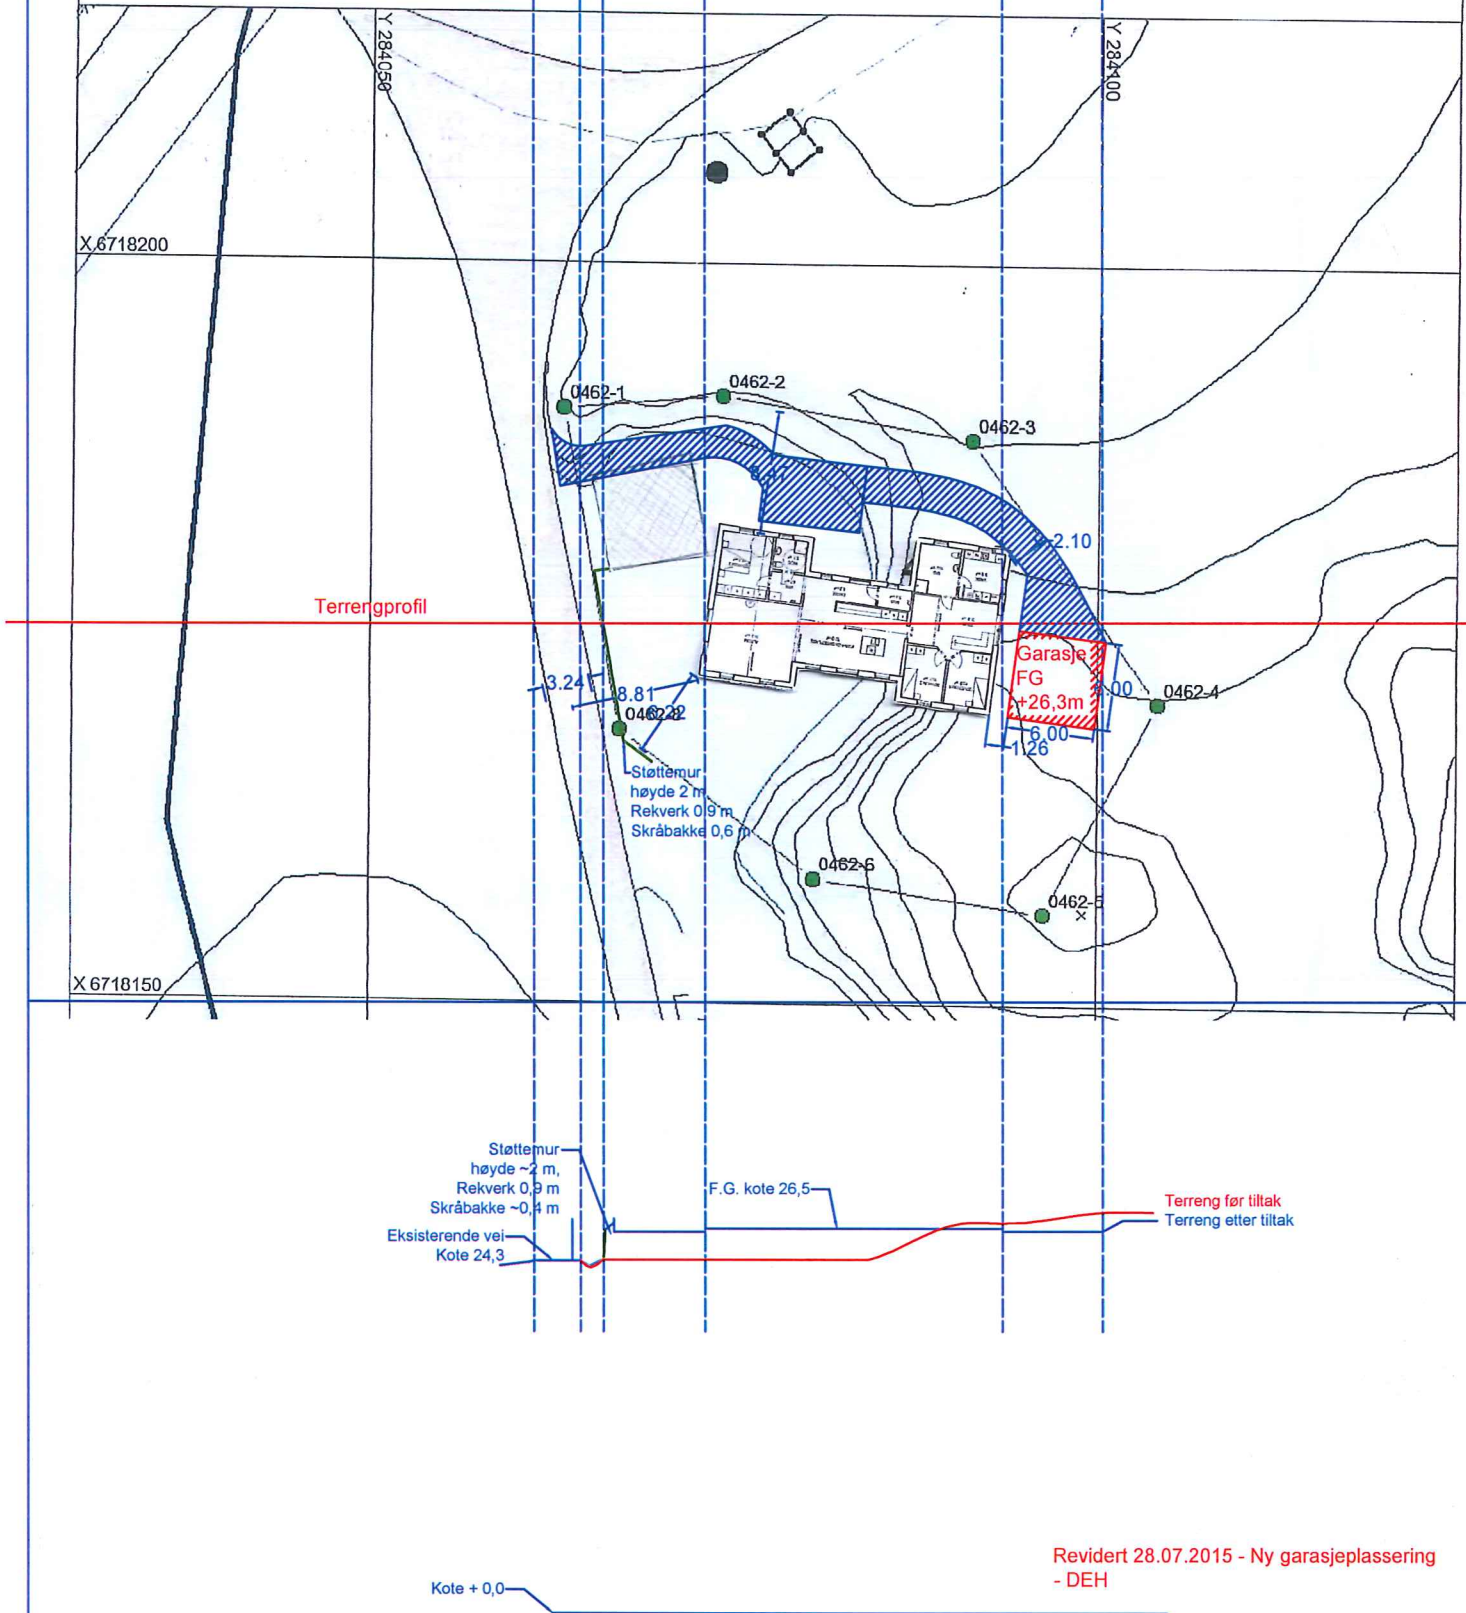 Y 284050
Y 284100
X 6718200
0462-1
0462-2
0462-3
2.10
Terrengprofil
Garasje
FG
+26,3m
6.00
1.26
0462-4
3.24
8.81
Støttemur
høyde 2 m
Rekverk 0,9 m
Skråbakke 0,6 m
0462-6
0462-5
X 6718150
Støttemur
høyde ~2 m,
Rekverk 0,9 m
Skråbakke ~0,4 m
Eksisterende vei
Kote 24,3
F.G. kote 26,5
Terreng før tiltak
Terreng etter tiltak
Revidert 28.07.2015 - Ny garasjeplassering
- DEH
Kote + 0,0